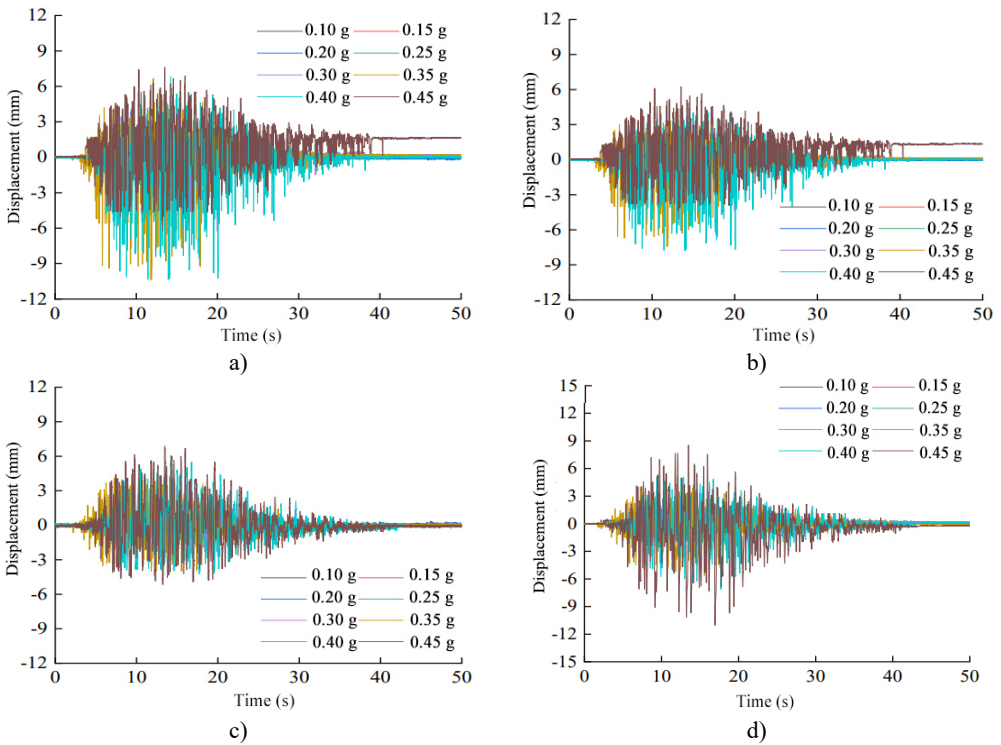 12
9
6
3
0
-3
-6
-9
-12
Displacement (mm)
0.10 g 0.15 g
0.20 g 0.25 g
0.30 g 0.35 g
0.40 g 0.45 g
0 10 20 30 40 50
Time (s)
a)
12
9
6
3
0
-3
-6
-9
-12
Displacement (mm)
0.10 g 0.15 g
0.20 g 0.25 g
0.30 g 0.35 g
0.40 g 0.45 g
0 10 20 30 40 50
Time (s)
b)
12
9
6
3
0
-3
-6
-9
-12
Displacement (mm)
0.10 g 0.15 g
0.20 g 0.25 g
0.30 g 0.35 g
0.40 g 0.45 g
0 10 20 30 40 50
Time (s)
c)
15
12
9
6
3
0
-3
-6
-9
-12
-15
Displacement (mm)
0.10 g 0.15 g
0.20 g 0.25 g
0.30 g 0.35 g
0.40 g 0.45 g
0 10 20 30 40 50
Time (s)
d)